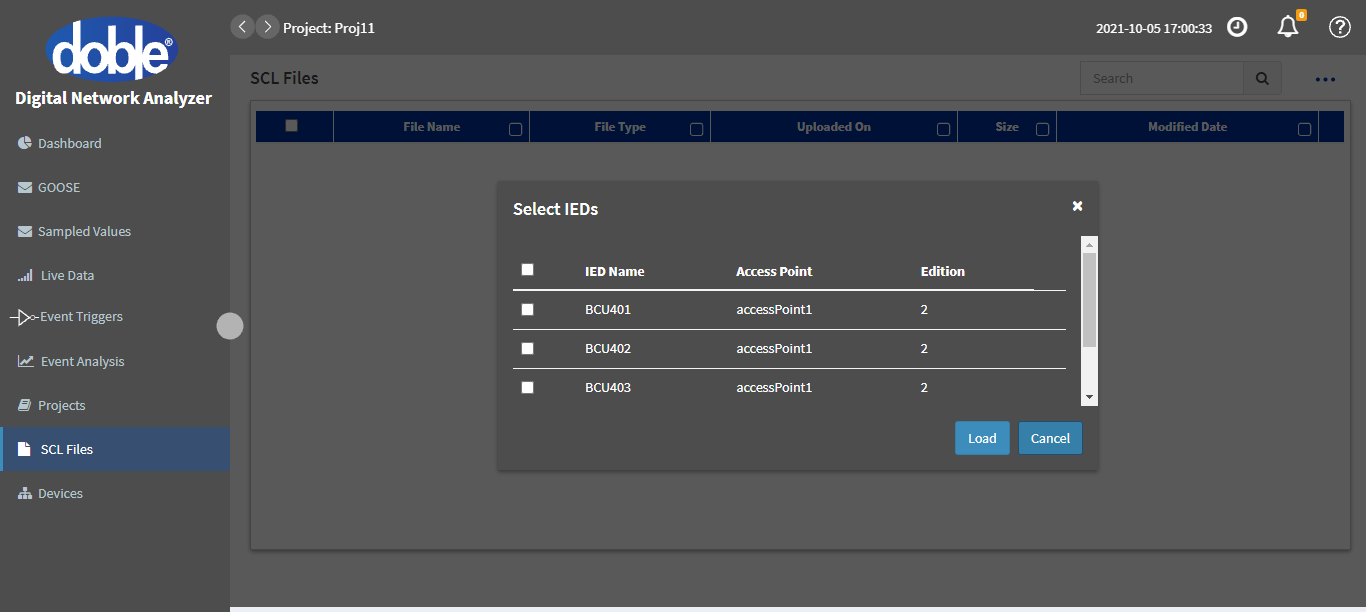 doble®
Digital Network Analyzer
Dashboard
GOOSE
Sampled Values
Live Data
Event Triggers
Event Analysis
Projects
SCL Files
Devices
Project: Proj11
2021-10-05 17:00:33
0
SCL Files
Search
File Name File Type Uploaded On Size Modified Date
Select IEDs
IED Name Access Point Edition
BCU401 accessPoint1 2
BCU402 accessPoint1 2
BCU403 accessPoint1 2
Load Cancel